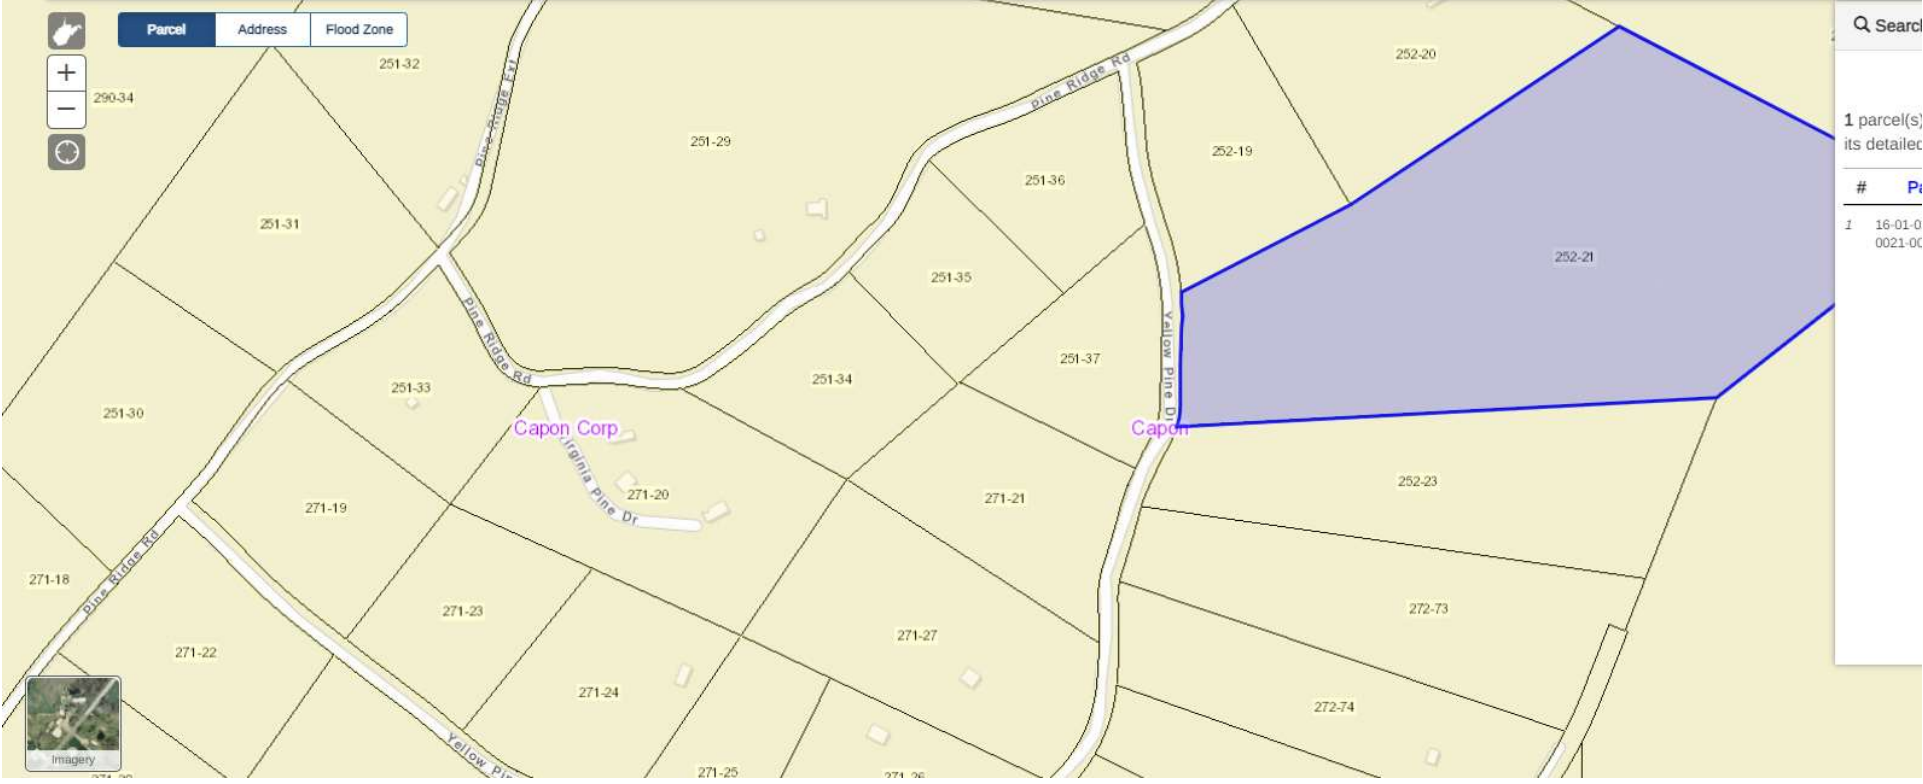 Parcel Address Flood Zone
Search
+
−
290-34
251-32
252-20
Pine Ridge Ext
Pine Ridge Rd
251-29
252-19
251-36
1 parcel(s)
its detailed
#
1 16-01-0
0021-00
251-31
251-35
252-21
Pine Ridge Rd
Yellow Pine Dr
251-37
251-34
251-33
251-30
Capon Corp
Capon
Virginia Pine Dr
252-23
271-20
271-21
271-19
Pine Ridge Rd
271-18
271-23
272-73
271-27
271-22
271-24
272-74
Imagery
271-25
271-26